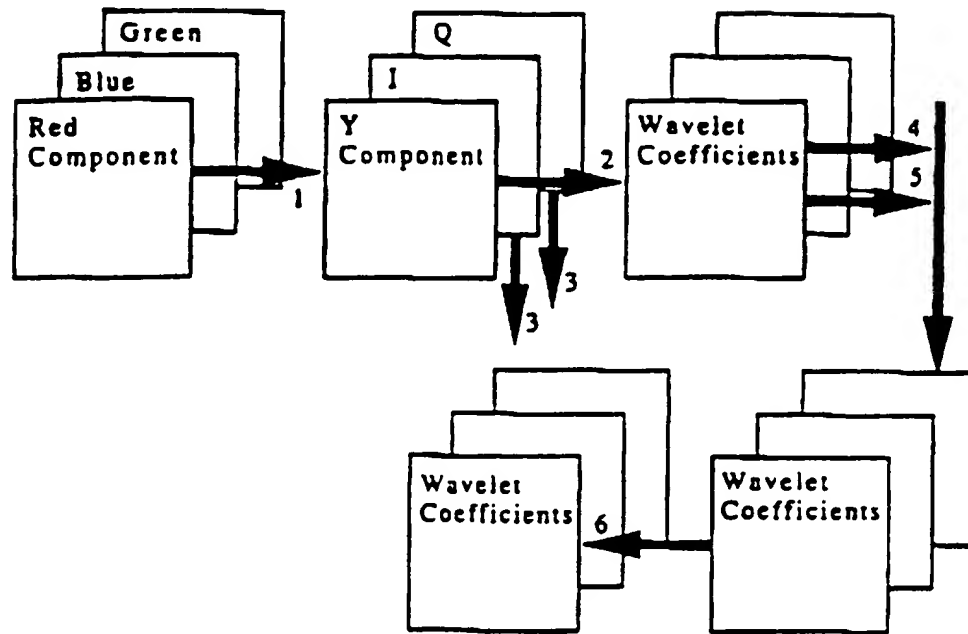 Green
Blue
Red
Component
1
Q
I
Y
Component
2
3
3
Wavelet
Coefficients
4
5
Wavelet
Coefficients
6
Wavelet
Coefficients